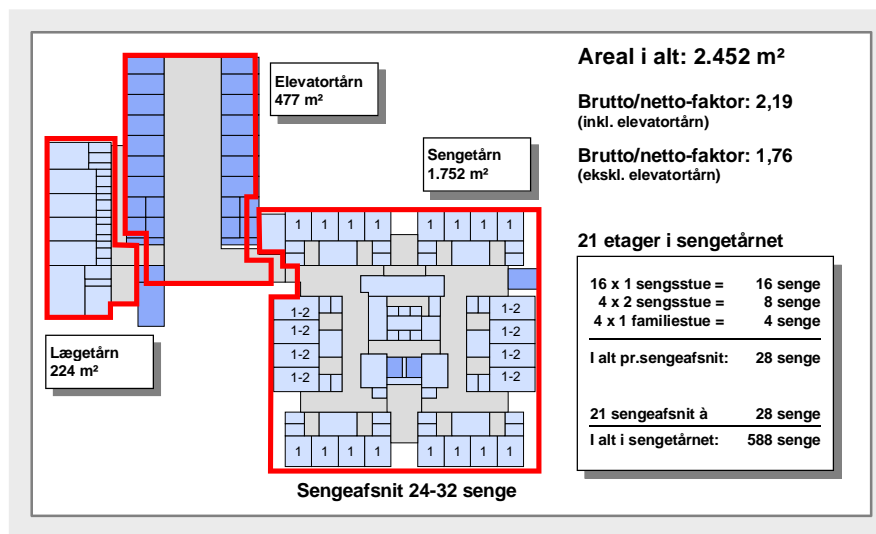 Elevatortårn
477 m²
Areal i alt: 2.452 m²
Brutto/netto-faktor: 2,19
(inkl. elevatortårn)
Brutto/netto-faktor: 1,76
(ekskl. elevatortårn)
Sengetårn
1.752 m²
1 1 1 1 1 1 1 1
1-2 1-2
1-2 1-2
1-2 1-2
1-2 1-2
1 1 1 1 1 1 1 1
Lægetårn
224 m²
Sengeafsnit 24-32 senge
21 etager i sengetårnet
16 x 1 sengsstue = 16 senge
4 x 2 sengsstue = 8 senge
4 x 1 familiestue = 4 senge
I alt pr.sengeafsnit: 28 senge
21 sengeafsnit à 28 senge
I alt i sengetårnet: 588 senge